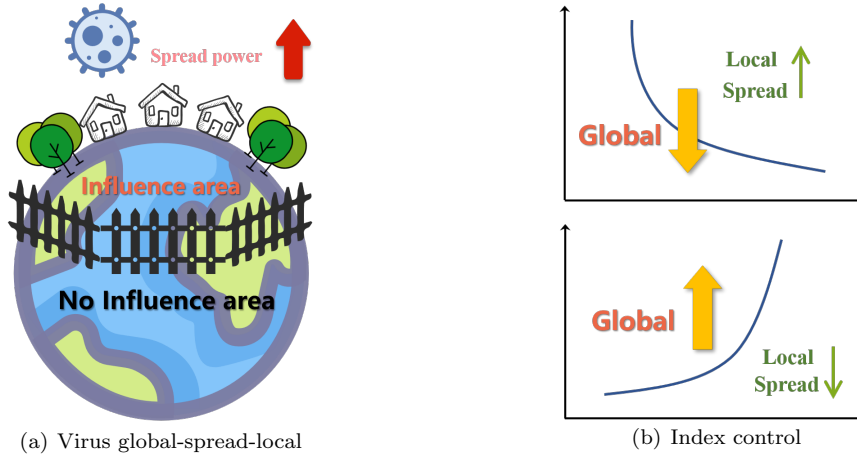 Spread power
Influence area
No Influence area
(a) Virus global-spread-local
Local
Spread
Global
Global
Local
Spread
(b) Index control